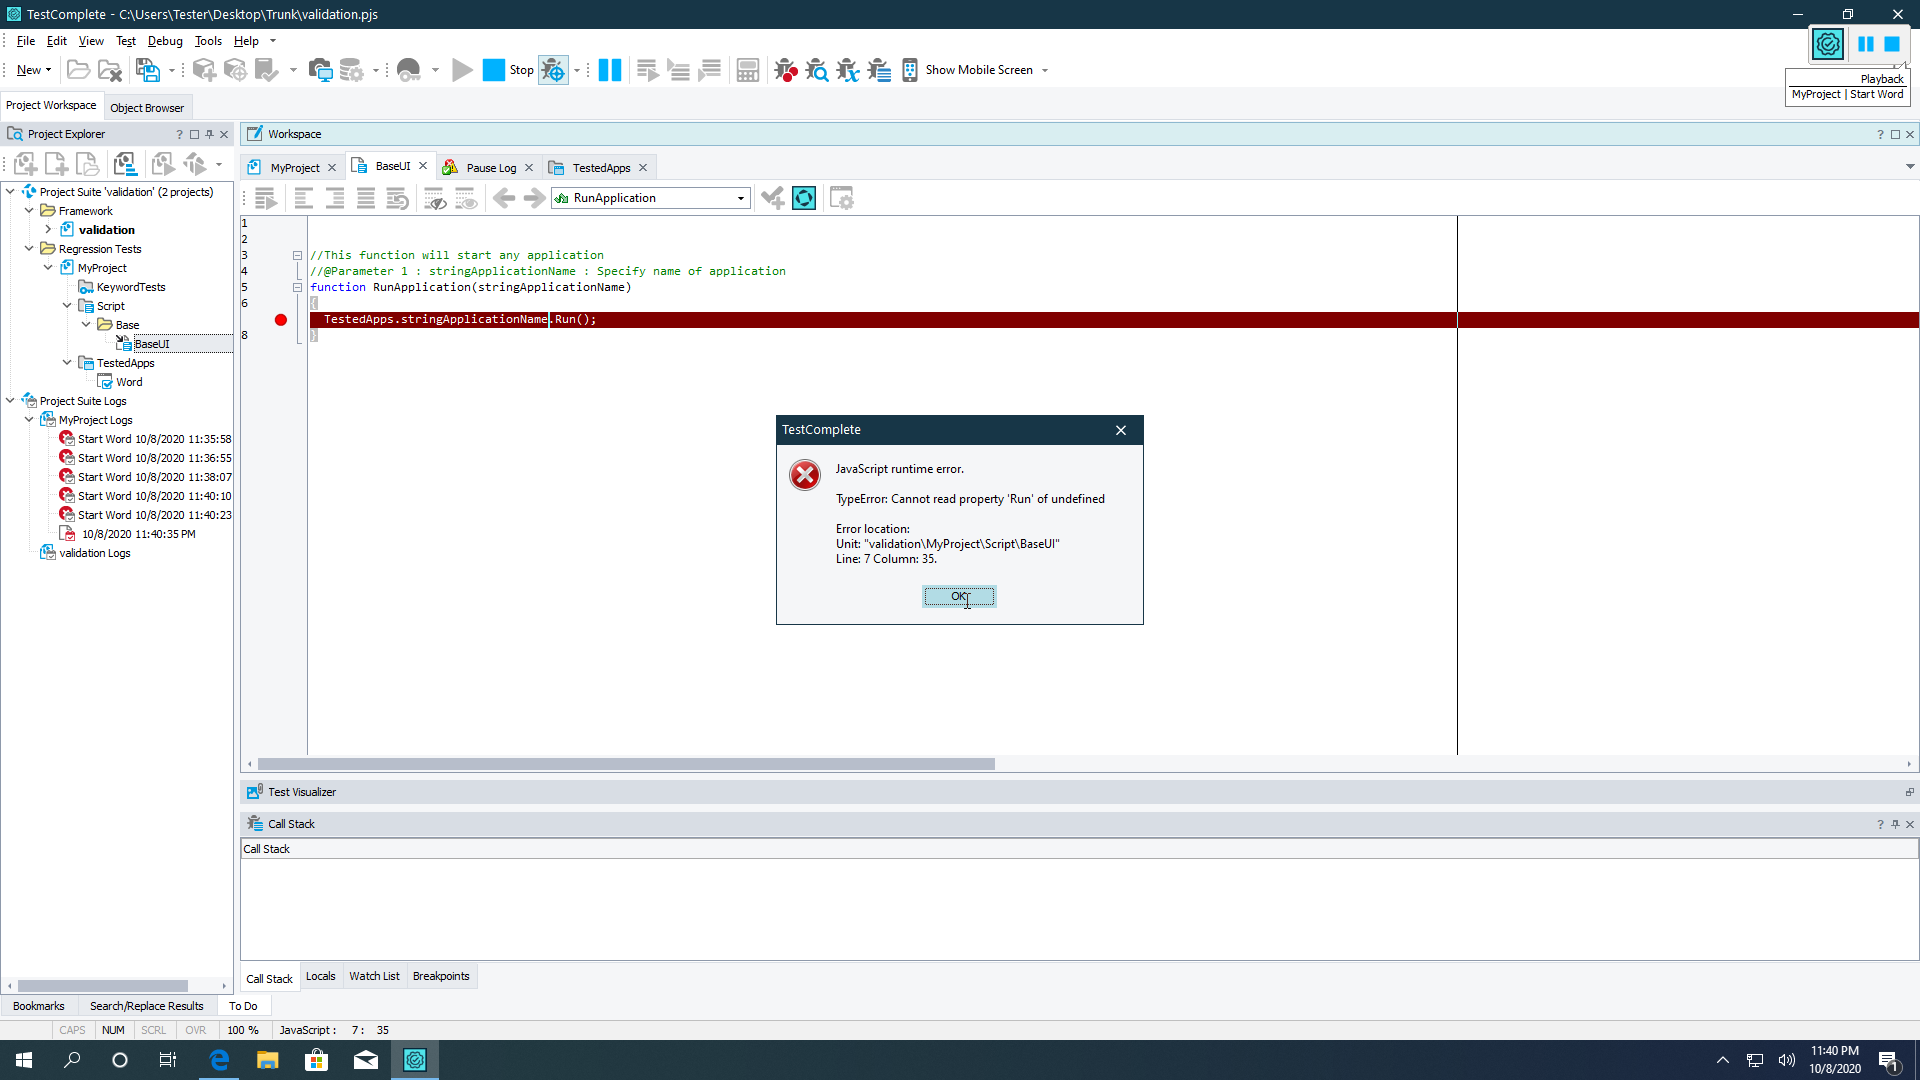 TestComplete - C:\Users\Tester\Desktop\Trunk\validation.pjs
File Edit View Test Debug Tools Help
New Stop Show Mobile Screen
Playback
MyProject | Start Word
Project Workspace Object Browser
Project Explorer ?
Workspace ?
MyProject BaseUI Pause Log TestedApps
RunApplication
Project Suite 'validation' (2 projects)
Framework
validation
Regression Tests
MyProject
KeywordTests
Script
Base
BaseUI
TestedApps
Word
Project Suite Logs
MyProject Logs
Start Word 10/8/2020 11:35:58
Start Word 10/8/2020 11:36:55
Start Word 10/8/2020 11:38:07
Start Word 10/8/2020 11:40:10
Start Word 10/8/2020 11:40:23
10/8/2020 11:40:35 PM
validation Logs
1
2
3 //This function will start any application
4 //@Parameter 1 : stringApplicationName : Specify name of application
5 function RunApplication(stringApplicationName)
6 {
TestedApps.stringApplicationName.Run();
8 }
TestComplete
JavaScript runtime error.
TypeError: Cannot read property 'Run' of undefined
Error location:
Unit: "validation\MyProject\Script\BaseUI"
Line: 7 Column: 35.
OK
Test Visualizer
Call Stack ?
Call Stack
Call Stack Locals Watch List Breakpoints
Bookmarks Search/Replace Results To Do
CAPS NUM SCRL OVR 100 % JavaScript : 7 : 35
11:40 PM
10/8/2020
1